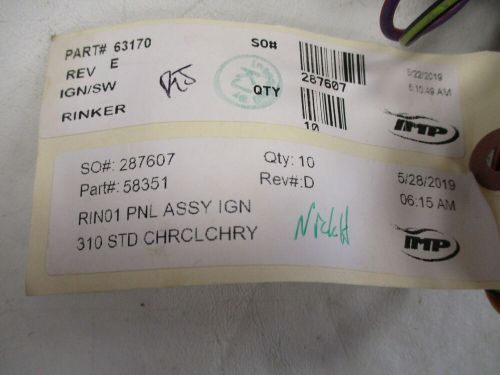 PART# 63170
REV E
IGN/SW
RINKER
SO#
287607
QTY
10
5/22/2019
6:10:49 AM
IMP
SO#: 287607
Part#: 58351
RIN01 PNL ASSY IGN
310 STD CHRCLCHRY
Qty: 10
Rev#:D
NickH
5/28/2019
06:15 AM
IMP